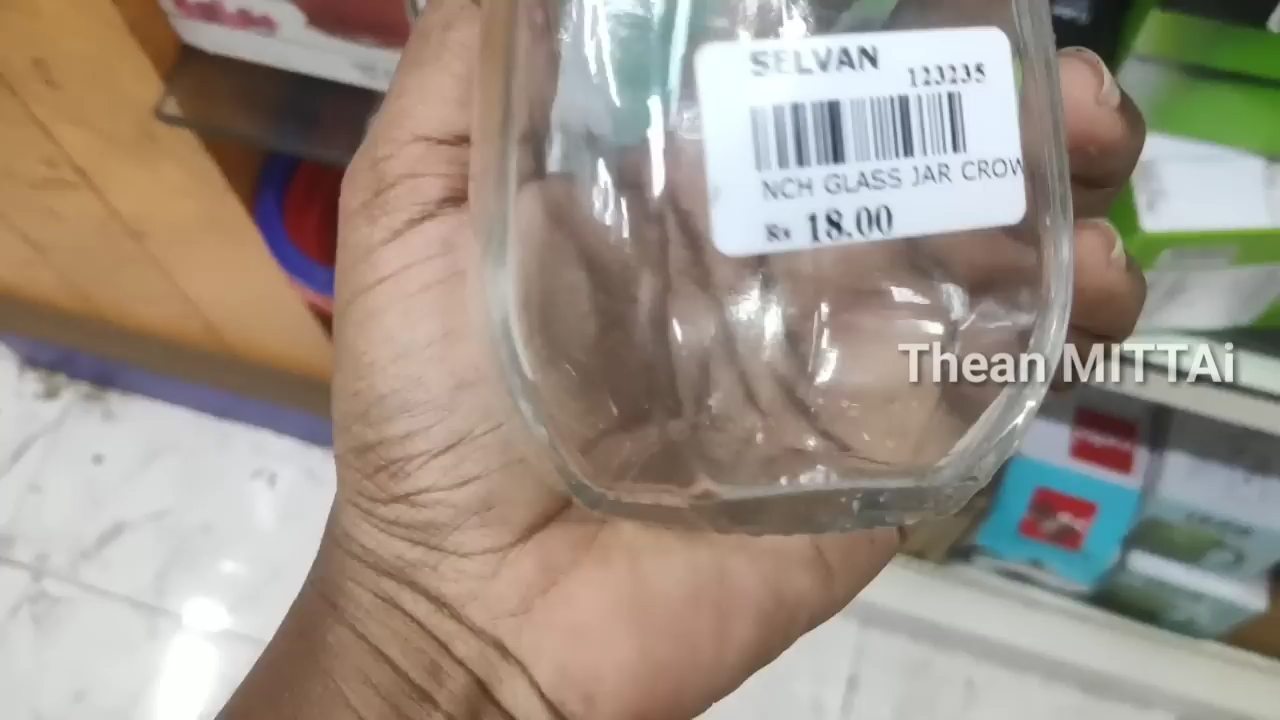 SELVAN
123235
NCH GLASS JAR CROW
Rs 18.00
Thean MITTAi